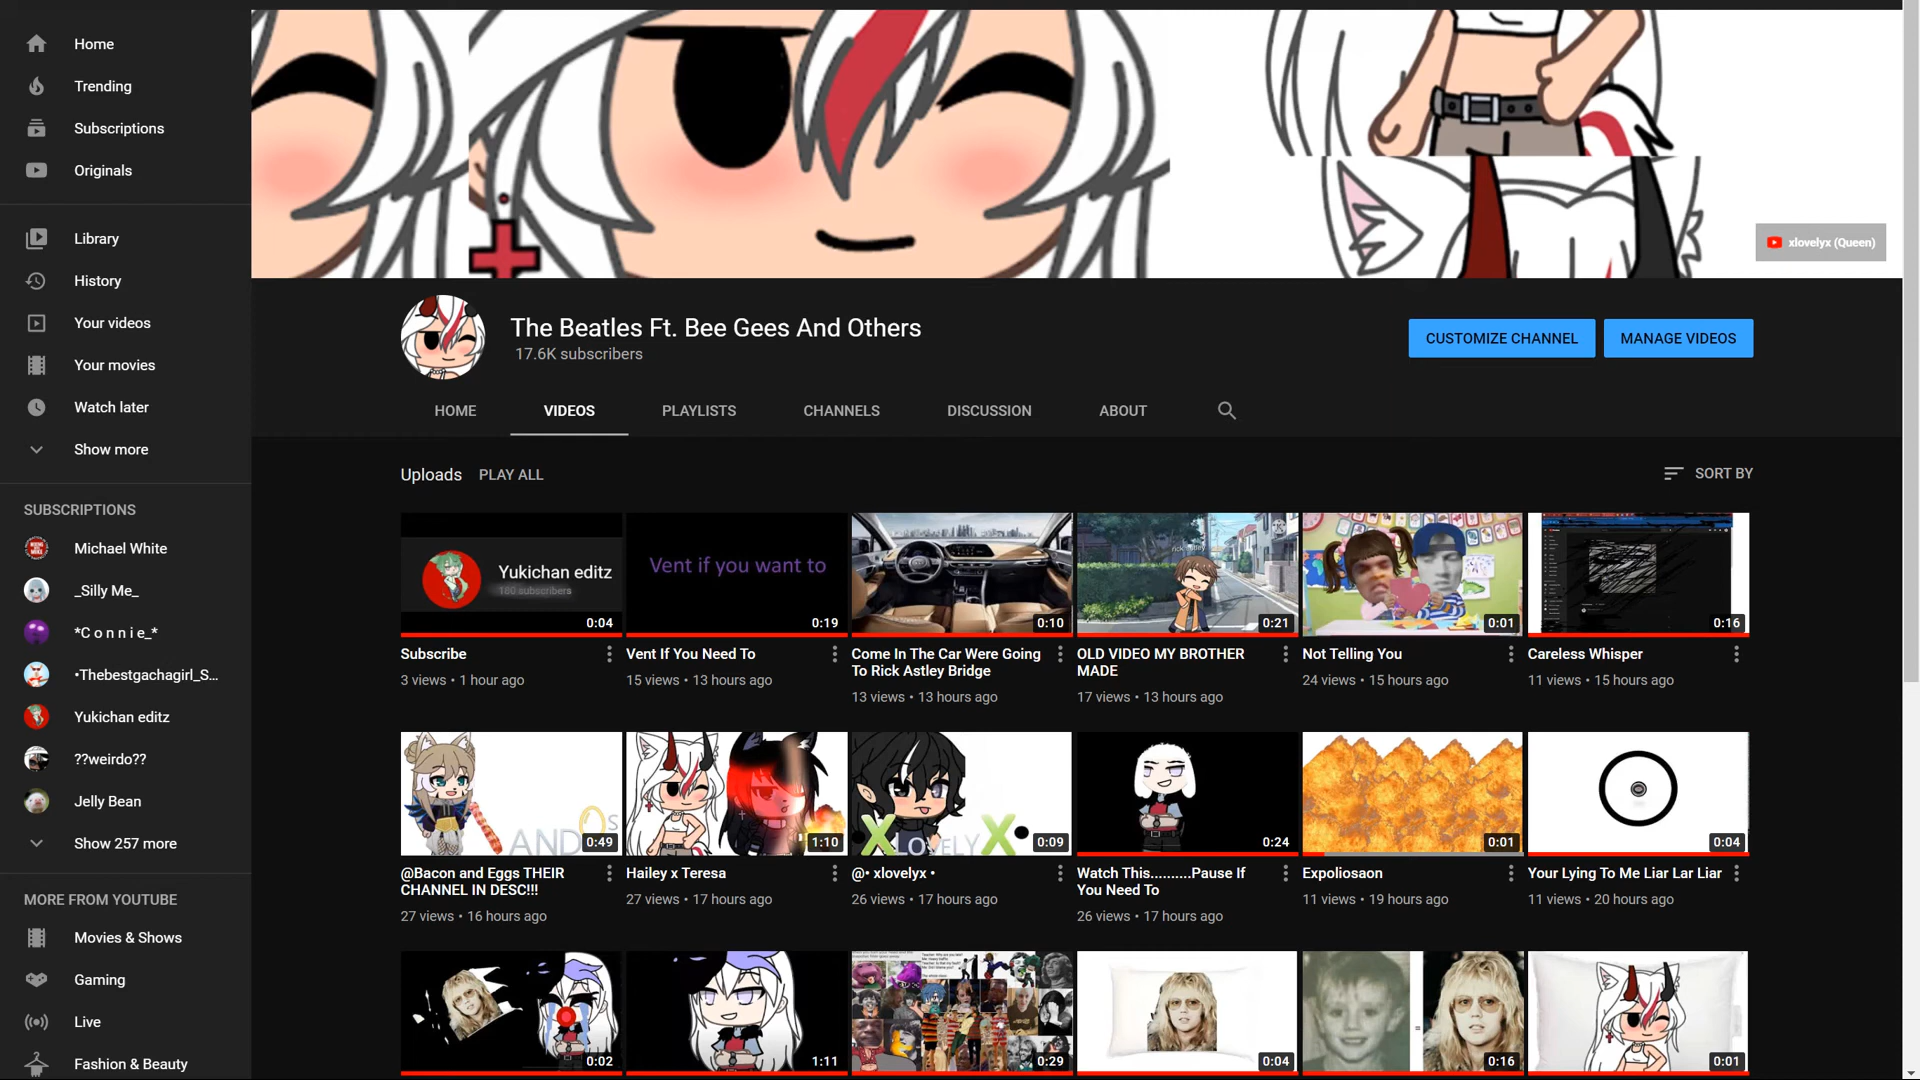 Home
Trending
Subscriptions
Originals
Library
History
Your videos
Your movies
Watch later
Show more
SUBSCRIPTIONS
Michael White
_Silly Me_
*C o n n i e_*
•Thebestgachagirl_S...
Yukichan editz
??weirdo??
Jelly Bean
Show 257 more
MORE FROM YOUTUBE
Movies & Shows
Gaming
Live
Fashion & Beauty
xlovelyx (Queen)
The Beatles Ft. Bee Gees And Others
17.6K subscribers
CUSTOMIZE CHANNEL
MANAGE VIDEOS
HOME
VIDEOS
PLAYLISTS
CHANNELS
DISCUSSION
ABOUT
Uploads
PLAY ALL
SORT BY
Yukichan editz
180 subscribers
0:04
Subscribe
3 views • 1 hour ago
Vent if you want to
0:19
Vent If You Need To
15 views • 13 hours ago
0:10
Come In The Car Were Going
To Rick Astley Bridge
13 views • 13 hours ago
rick astley
0:21
OLD VIDEO MY BROTHER
MADE
17 views • 13 hours ago
0:01
Not Telling You
24 views • 15 hours ago
0:16
Careless Whisper
11 views • 15 hours ago
AND
0:49
@Bacon and Eggs THEIR
CHANNEL IN DESC!!!
27 views • 16 hours ago
1:10
Hailey x Teresa
27 views • 17 hours ago
XLOVELYX
0:09
@• xlovelyx •
26 views • 17 hours ago
0:24
Watch This..........Pause If
You Need To
26 views • 17 hours ago
0:01
Expoliosaon
11 views • 19 hours ago
0:04
Your Lying To Me Liar Lar Liar
11 views • 20 hours ago
0:02
1:11
0:29
0:04
0:16
0:01